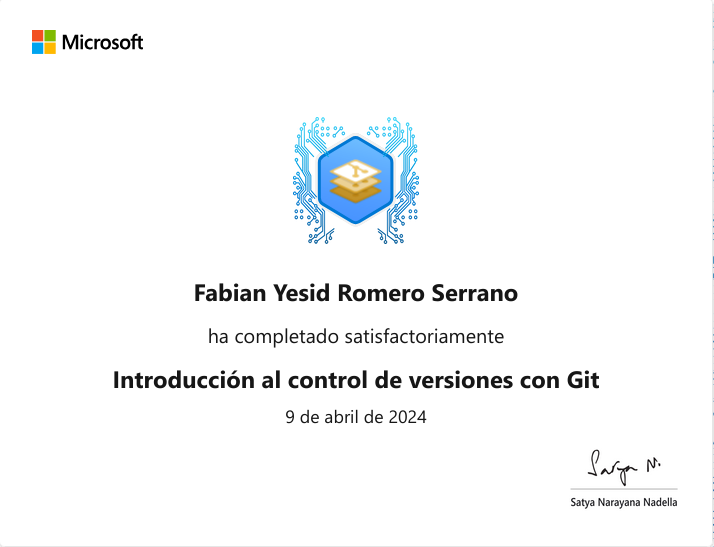 Microsoft
Fabian Yesid Romero Serrano
ha completado satisfactoriamente
Introducción al control de versiones con Git
9 de abril de 2024
Satya N.
Satya Narayana Nadella